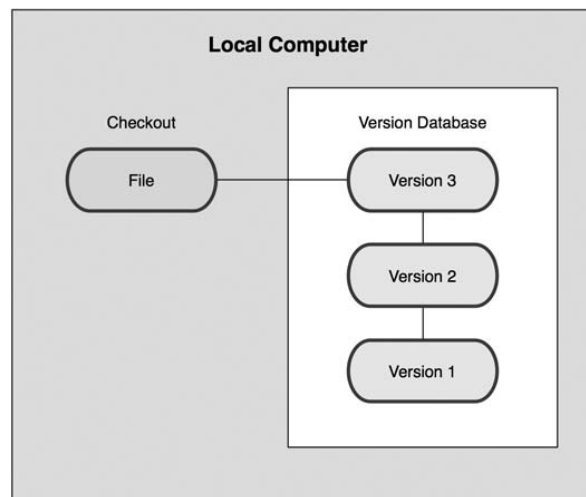 Local Computer
Checkout
Version Database
File
Version 3
Version 2
Version 1